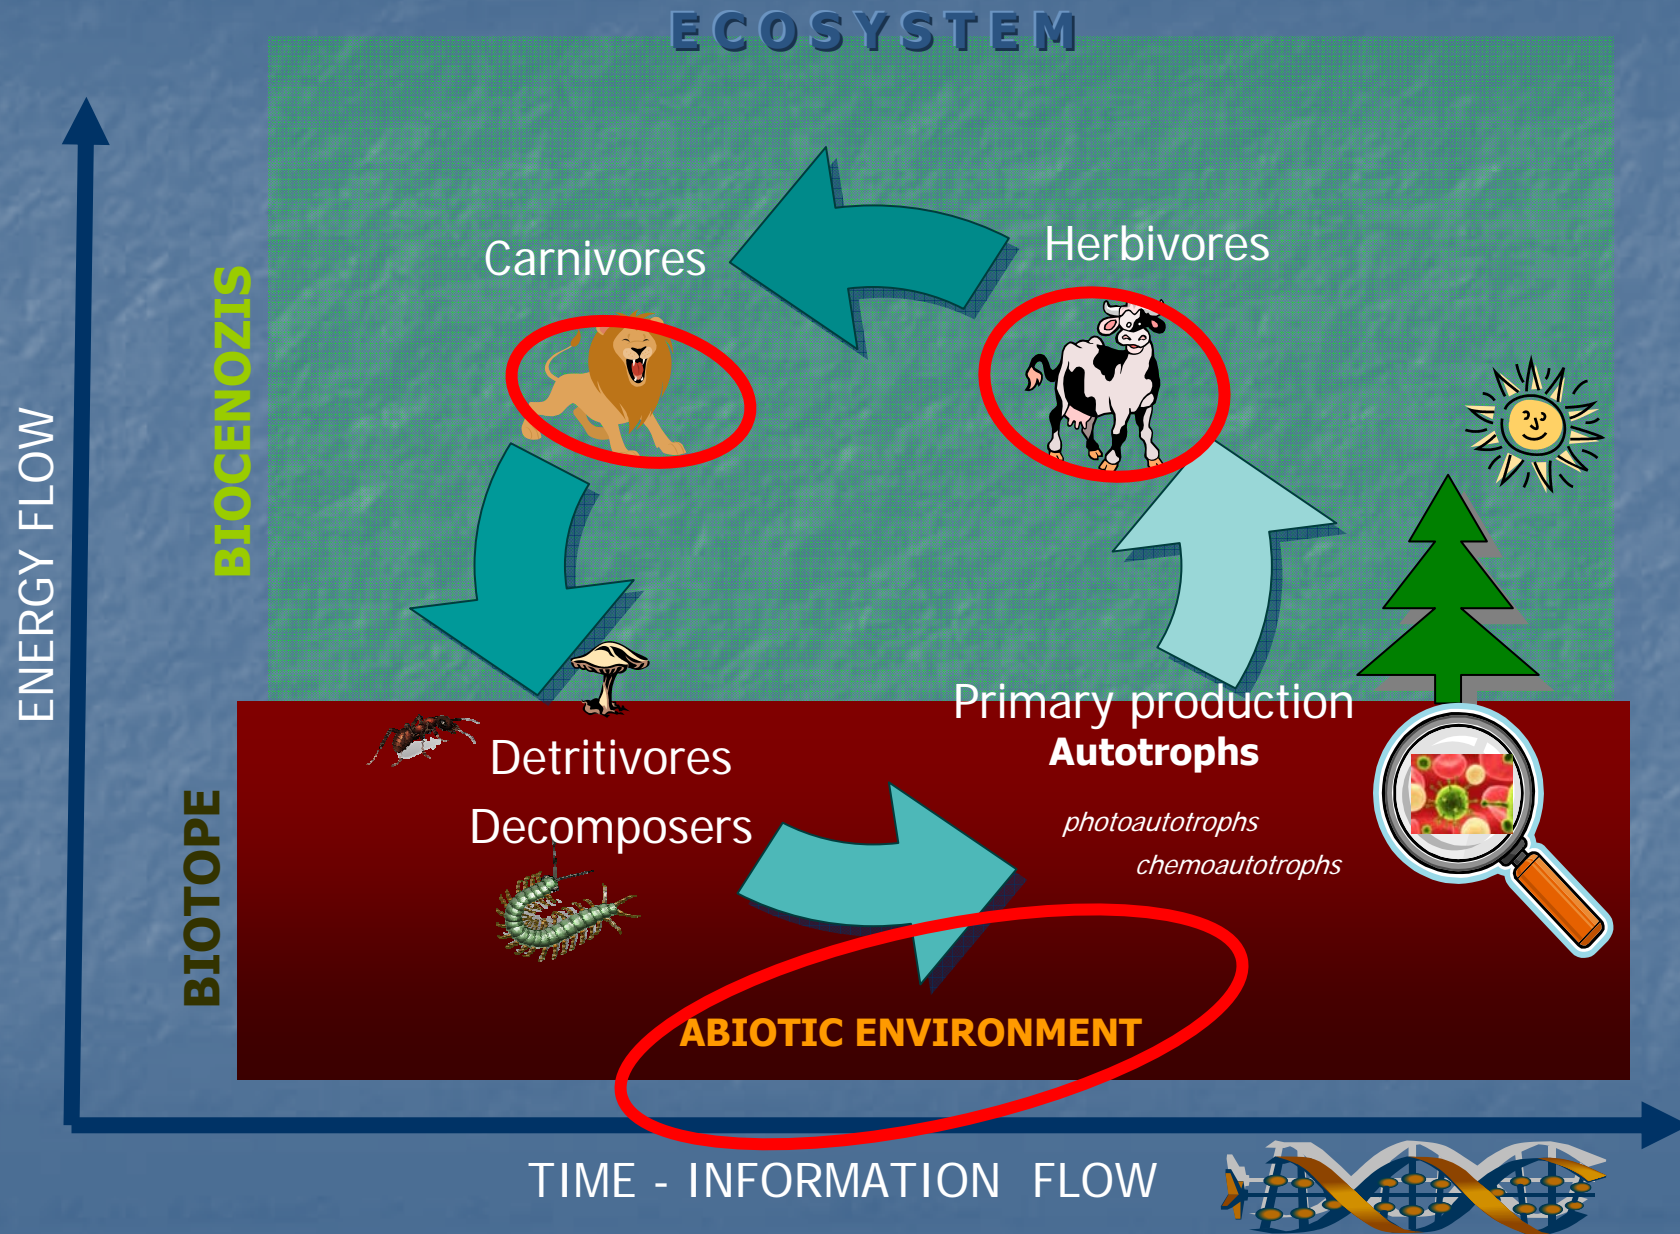 ECOSYSTEM
Carnivores
Herbivores
BIOCENOZIS
ENERGY FLOW
Primary production
Autotrophs
photoautotrophs
chemoautotrophs
Detritivores
Decomposers
BIOTOPE
ABIOTIC ENVIRONMENT
TIME - INFORMATION FLOW